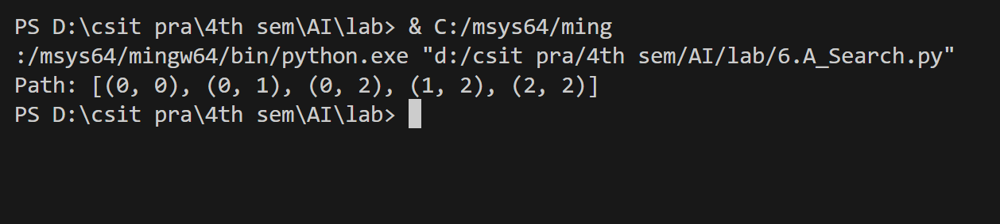 PS D:\csit pra\4th sem\AI\lab> & C:/msys64/ming
:/msys64/mingw64/bin/python.exe "d:/csit pra/4th sem/AI/lab/6.A_Search.py"
Path: [(0, 0), (0, 1), (0, 2), (1, 2), (2, 2)]
PS D:\csit pra\4th sem\AI\lab>